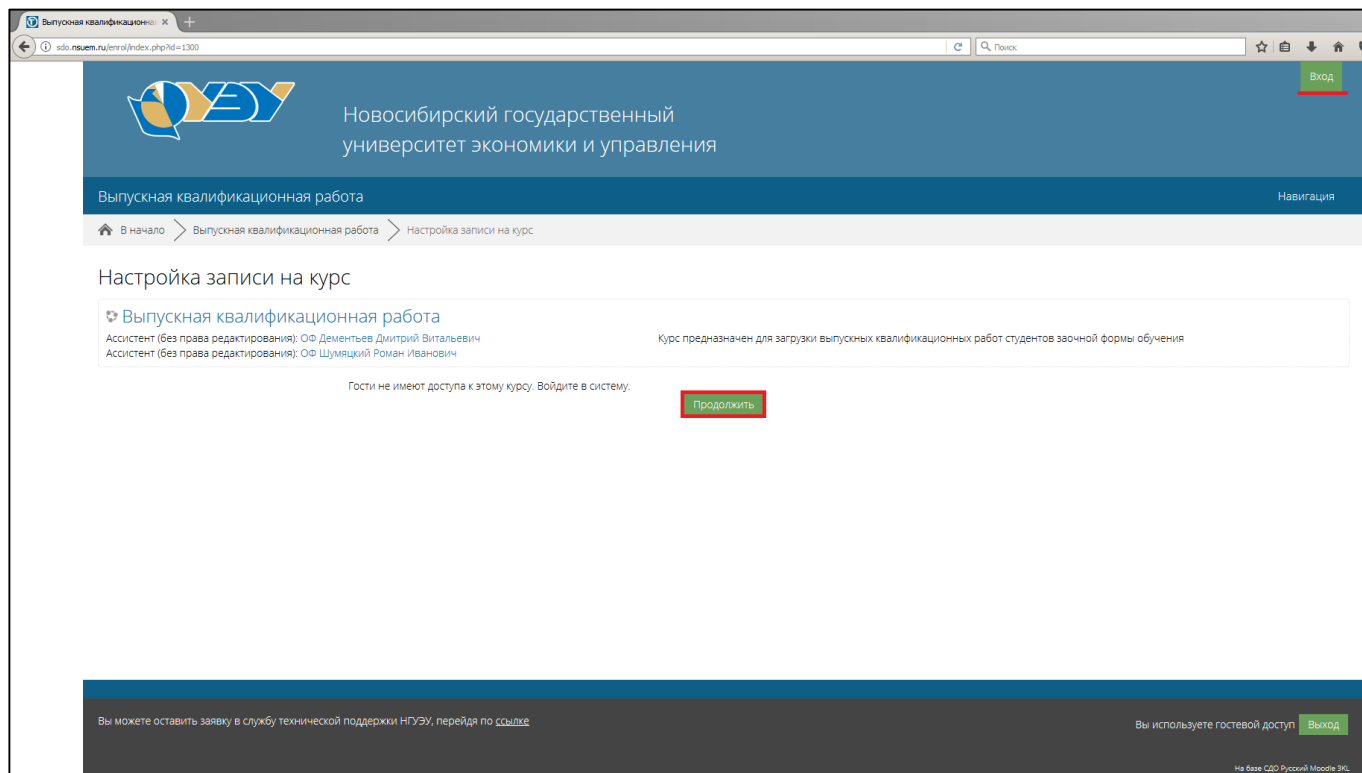 Выпускная квалификационна
sdo.nsuem.ru/enrol/index.php?id=1300
Поиск
Вход
НГУЭУ
Новосибирский государственный
университет экономики и управления
Выпускная квалификационная работа
Навигация
В начало
Выпускная квалификационная работа
Настройка записи на курс
Настройка записи на курс
Выпускная квалификационная работа
Ассистент (без права редактирования): ОФ Дементьев Дмитрий Витальевич
Ассистент (без права редактирования): ОФ Шумяцкий Роман Иванович
Курс предназначен для загрузки выпускных квалификационных работ студентов заочной формы обучения
Гости не имеют доступа к этому курсу. Войдите в систему.
Продолжить
Вы можете оставить заявку в службу технической поддержки НГУЭУ, перейдя по ссылке
Вы используете гостевой доступ Выход
На базе СДО Русский Moodle 3KL